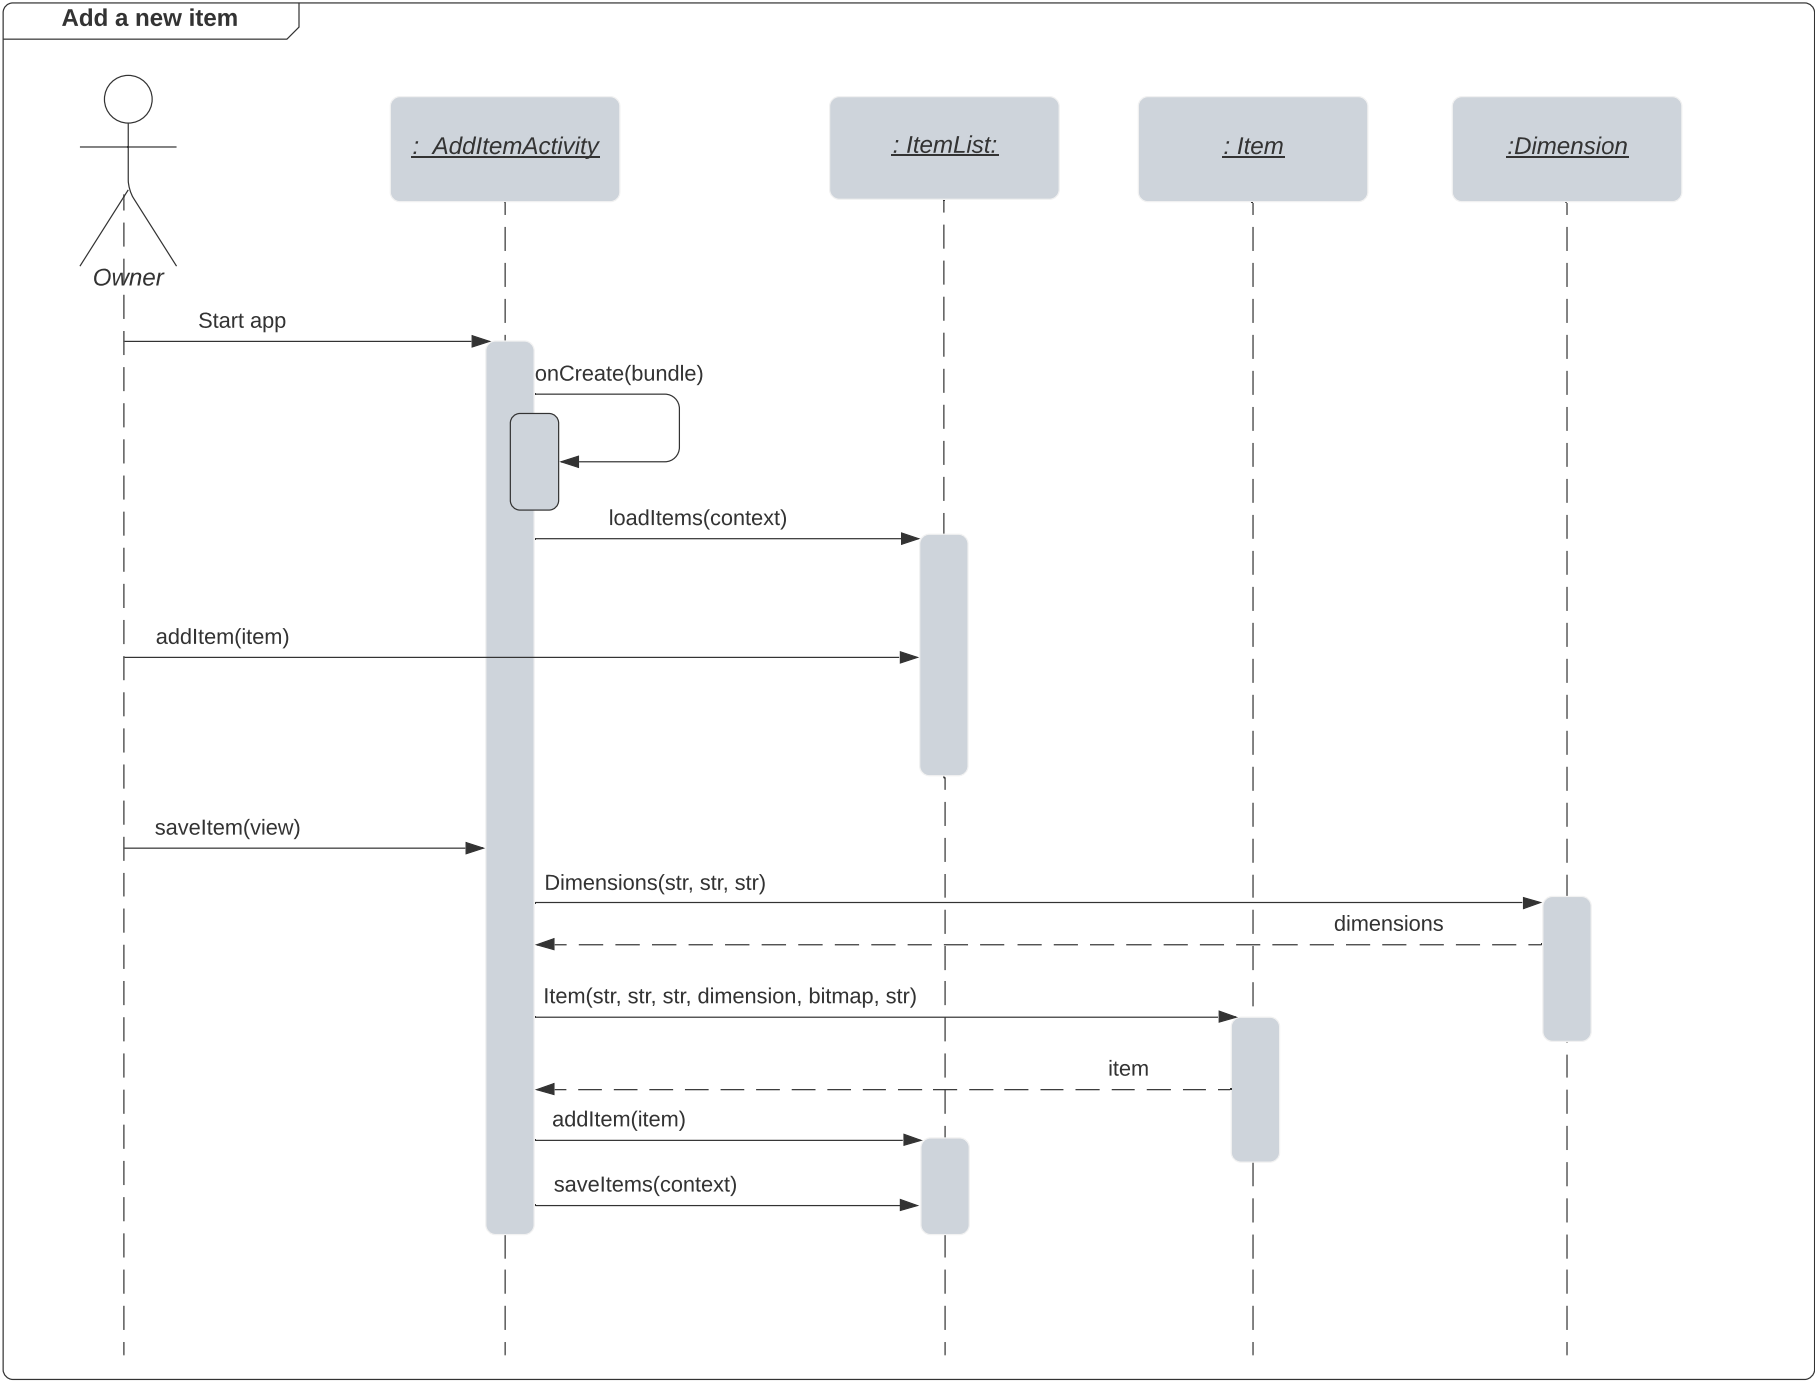 Add a new item
: AddItemActivity
: ItemList:
: Item
:Dimension
Owner
Start app
onCreate(bundle)
loadItems(context)
addItem(item)
saveItem(view)
Dimensions(str, str, str)
dimensions
Item(str, str, str, dimension, bitmap, str)
item
addItem(item)
saveItems(context)